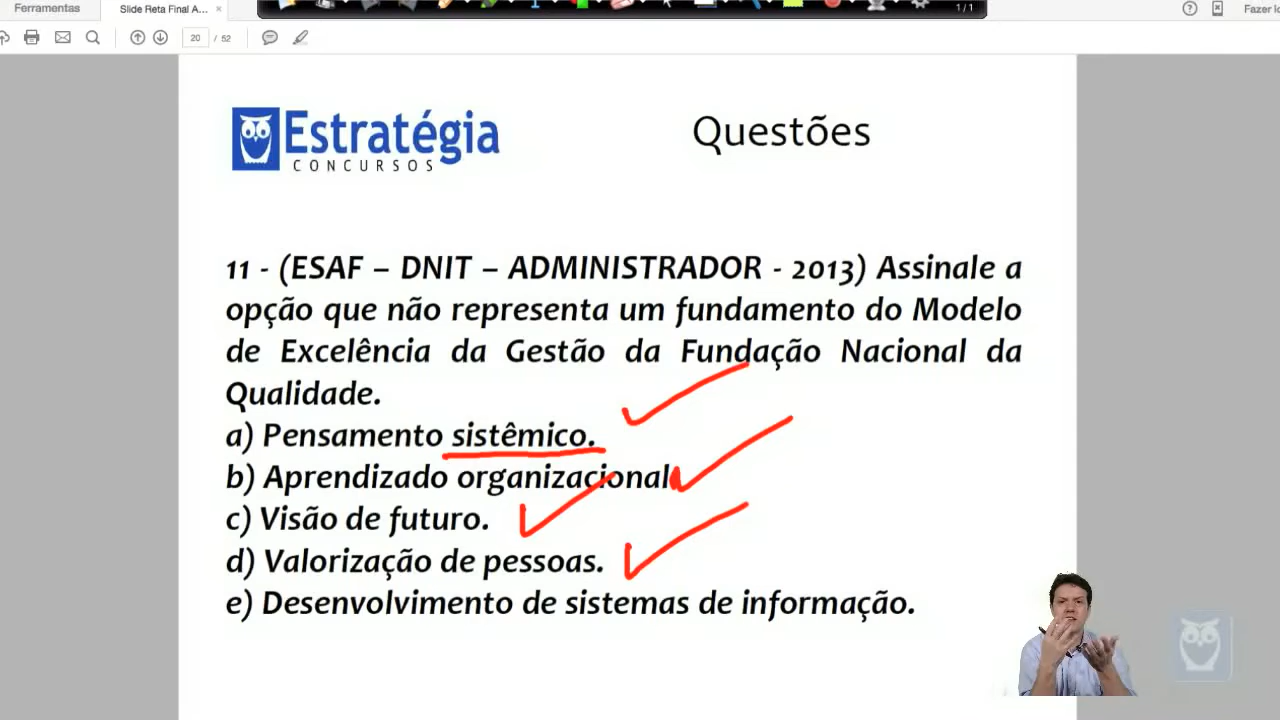 Ferramentas
Slide Reta Final A... ×
1/1
Fazer lo
20 / 52
Estratégia
CONCURSOS
Questões
11 - (ESAF – DNIT – ADMINISTRADOR - 2013) Assinale a
opção que não representa um fundamento do Modelo
de Excelência da Gestão da Fundação Nacional da
Qualidade.
a) Pensamento sistêmico.
b) Aprendizado organizacional
c) Visão de futuro.
d) Valorização de pessoas.
e) Desenvolvimento de sistemas de informação.